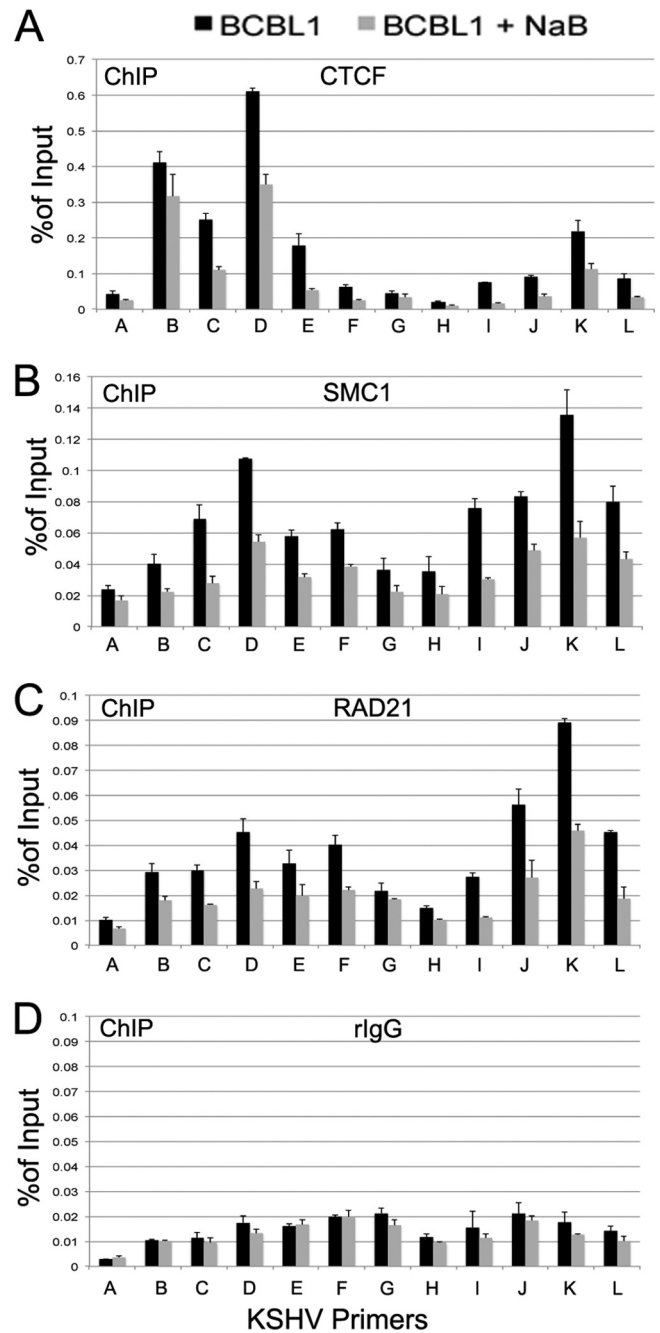 A
■ BCBL1 ■ BCBL1 + NaB
ChIP CTCF
%of Input
0.7
0.6
0.5
0.4
0.3
0.2
0.1
0
A B C D E F G H I J K L
B
ChIP SMC1
%of Input
0.16
0.14
0.12
0.1
0.08
0.06
0.04
0.02
0
A B C D E F G H I J K L
C
ChIP RAD21
%of Input
0.1
0.09
0.08
0.07
0.06
0.05
0.04
0.03
0.02
0.01
0
A B C D E F G H I J K L
D
ChIP rIgG
%of Input
0.1
0.09
0.08
0.07
0.06
0.05
0.04
0.03
0.02
0.01
0
A B C D E F G H I J K L
KSHV Primers